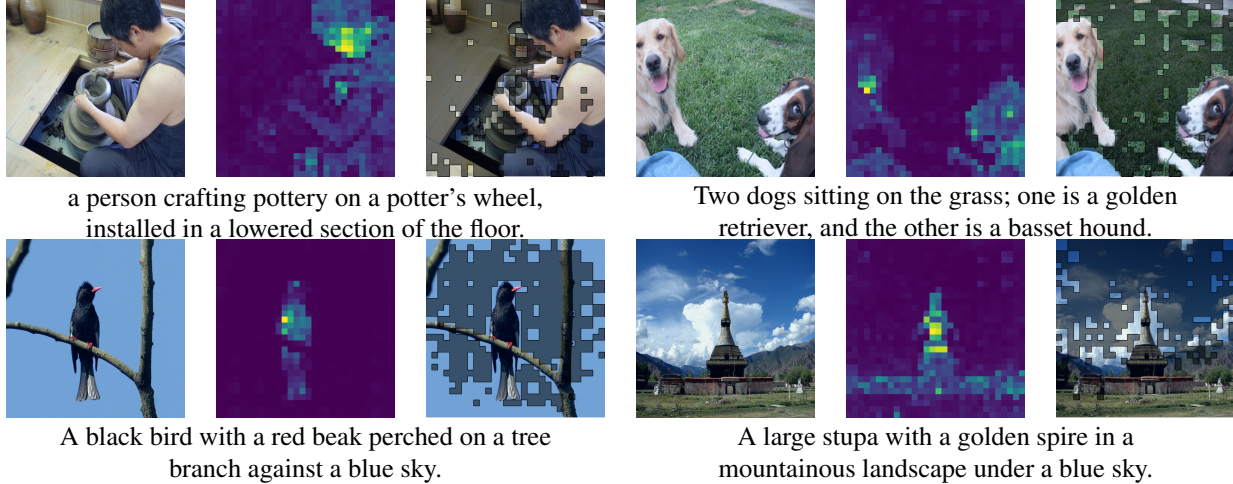 a person crafting pottery on a potter's wheel,
installed in a lowered section of the floor.
Two dogs sitting on the grass; one is a golden
retriever, and the other is a basset hound.
A black bird with a red beak perched on a tree
branch against a blue sky.
A large stupa with a golden spire in a
mountainous landscape under a blue sky.